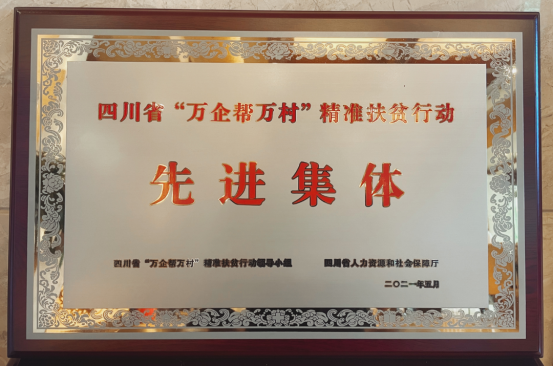 四川省“万企帮万村”精准扶贫行动
先进集体
四川省“万企帮万村”精准扶贫行动领导小组 四川省人力资源和社会保障厅
二〇二一年五月